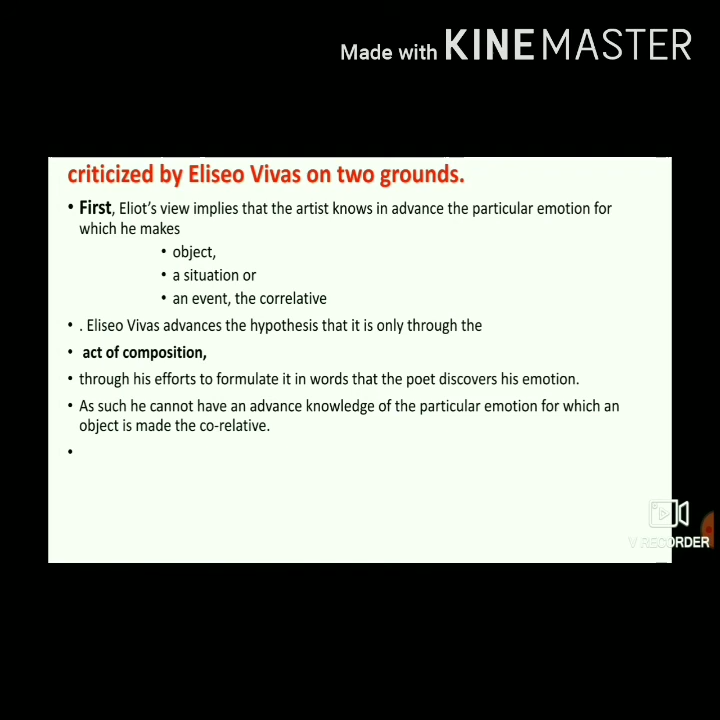 Made with KINEMASTER
criticized by Eliseo Vivas on two grounds.
• First, Eliot's view implies that the artist knows in advance the particular emotion for
which he makes
• object,
• a situation or
• an event, the correlative
• . Eliseo Vivas advances the hypothesis that it is only through the
• act of composition,
• through his efforts to formulate it in words that the poet discovers his emotion.
• As such he cannot have an advance knowledge of the particular emotion for which an
object is made the co-relative.
•
V RECORDER